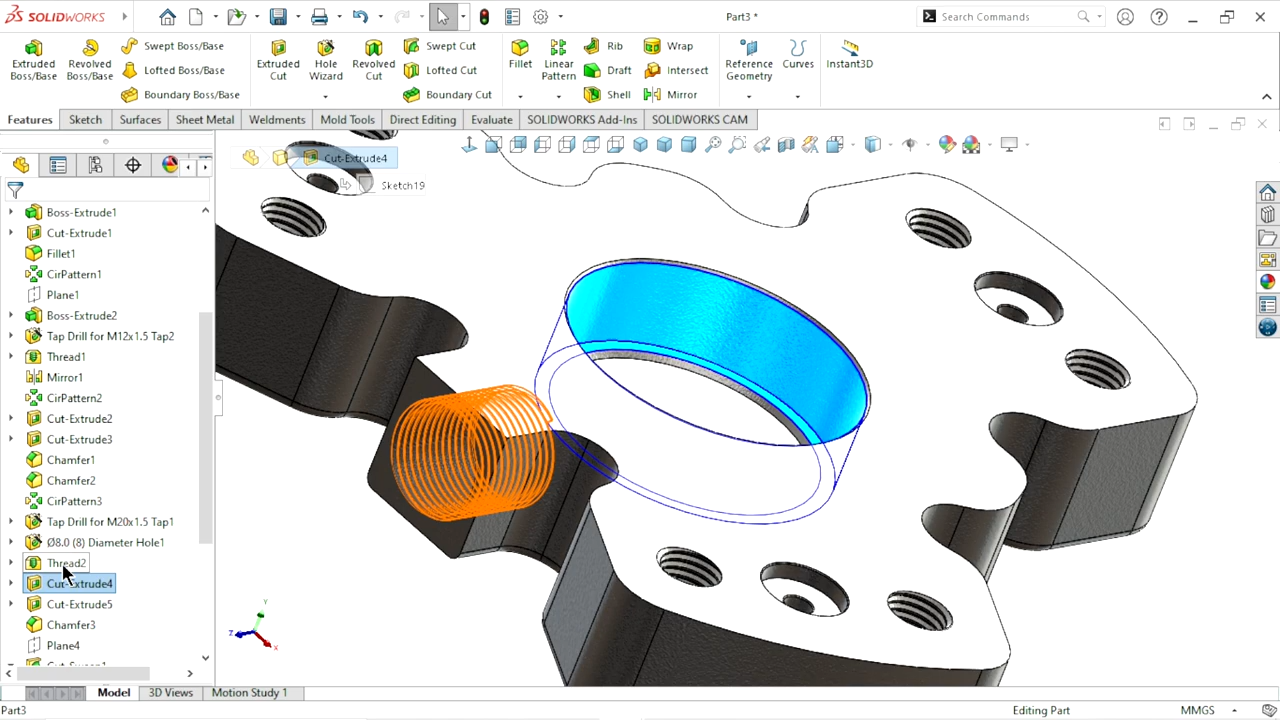 SOLIDWORKS
Part3 *
Search Commands
Extruded Boss/Base
Revolved Boss/Base
Swept Boss/Base
Lofted Boss/Base
Boundary Boss/Base
Extruded Cut
Hole Wizard
Revolved Cut
Swept Cut
Lofted Cut
Boundary Cut
Fillet
Linear Pattern
Rib
Draft
Shell
Wrap
Intersect
Mirror
Reference Geometry
Curves
Instant3D
Features
Sketch
Surfaces
Sheet Metal
Weldments
Mold Tools
Direct Editing
Evaluate
SOLIDWORKS Add-Ins
SOLIDWORKS CAM
Cut-Extrude4
Sketch19
Boss-Extrude1
Cut-Extrude1
Fillet1
CirPattern1
Plane1
Boss-Extrude2
Tap Drill for M12x1.5 Tap2
Thread1
Mirror1
CirPattern2
Cut-Extrude2
Cut-Extrude3
Chamfer1
Chamfer2
CirPattern3
Tap Drill for M20x1.5 Tap1
Ø8.0 (8) Diameter Hole1
Thread2
Cut-Extrude4
Cut-Extrude5
Chamfer3
Plane4
Y
Z
X
Model
3D Views
Motion Study 1
Part3
Editing Part
MMGS